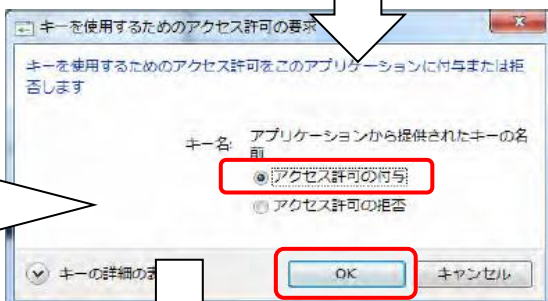 キーを使用するためのアクセス許可の要求
キーを使用するためのアクセス許可をこのアプリケーションに付与または拒
否します
キー名: アプリケーションから提供されたキーの名
前
アクセス許可の付与
アクセス許可の拒否
キーの詳細の
OK
キャンセル